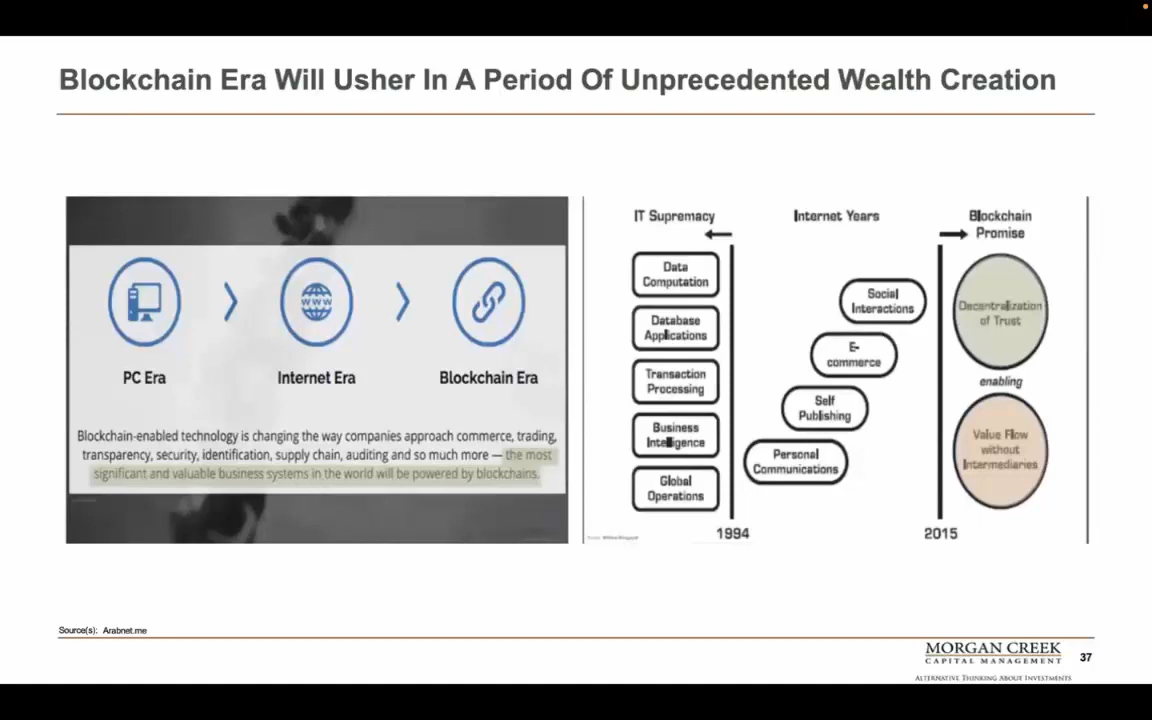 Blockchain Era Will Usher In A Period Of Unprecedented Wealth Creation
PC Era
Internet Era
Blockchain Era
WWW
Blockchain-enabled technology is changing the way companies approach commerce, trading,
transparency, security, identification, supply chain, auditing and so much more — the most
significant and valuable business systems in the world will be powered by blockchains.
IT Supremacy
Data
Computation
Database
Applications
Transaction
Processing
Business
Intelligence
Global
Operations
1994
Internet Years
Social
Interactions
E-
commerce
Self
Publishing
Personal
Communications
2015
Blockchain
Promise
Decentralization
of Trust
enabling
Value Flow
without
Intermediaries
Source(s): Arabnet.me
MORGAN CREEK
CAPITAL MANAGEMENT
ALTERNATIVE THINKING ABOUT INVESTMENTS
37